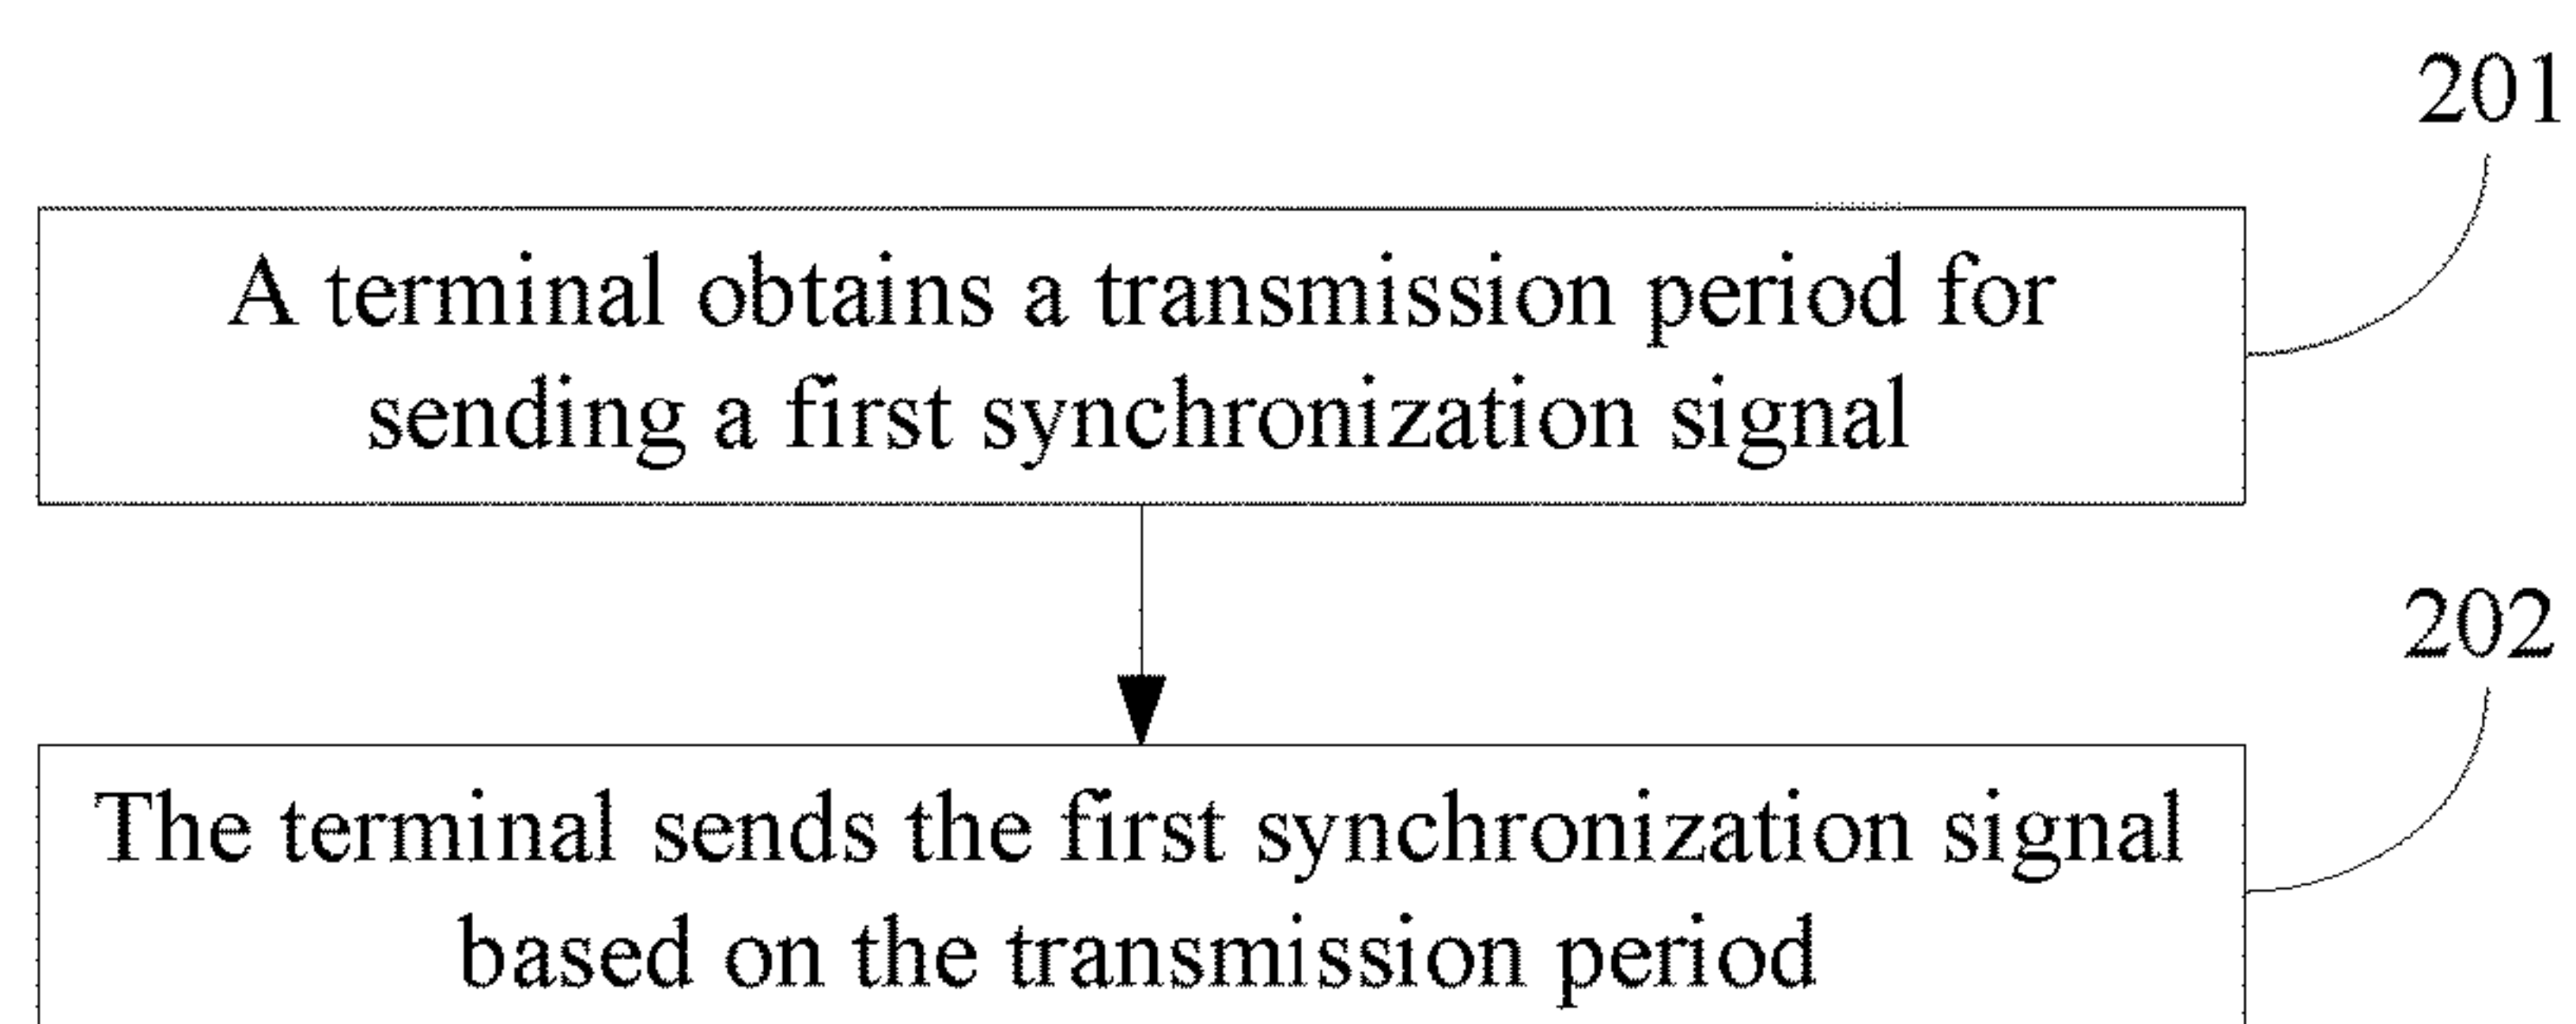 201
A terminal obtains a transmission period for
sending a first synchronization signal
202
The terminal sends the first synchronization signal
based on the transmission period